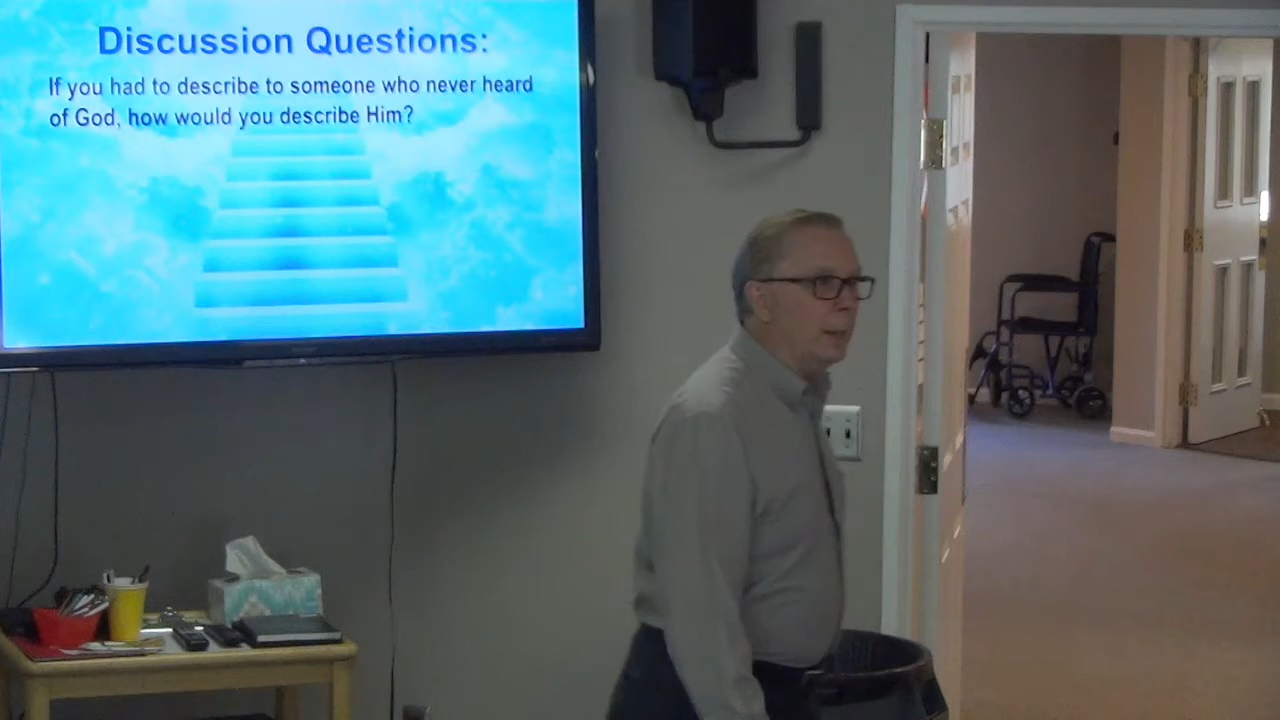 Discussion Questions:
If you had to describe to someone who never heard
of God, how would you describe Him?